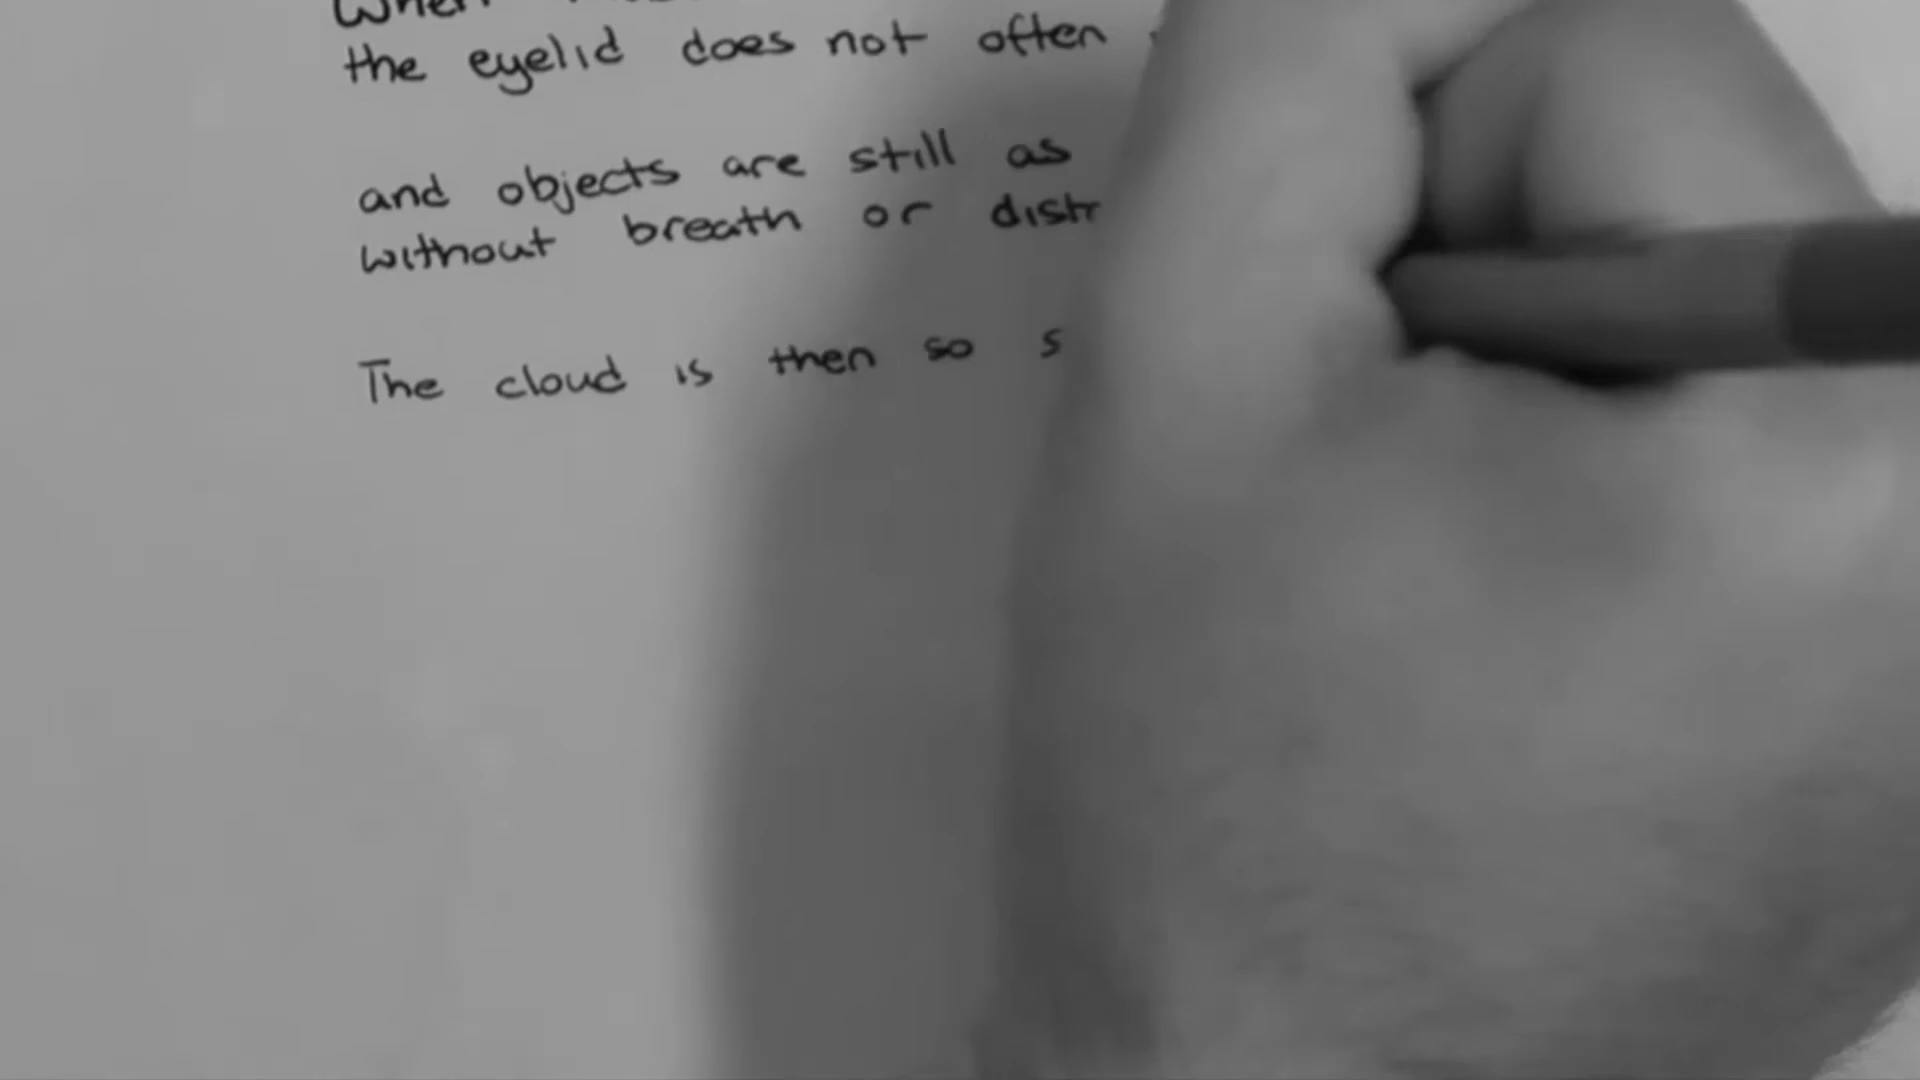 When
the eyelid does not often
and objects are still as
without breath or distr
The cloud is then so s